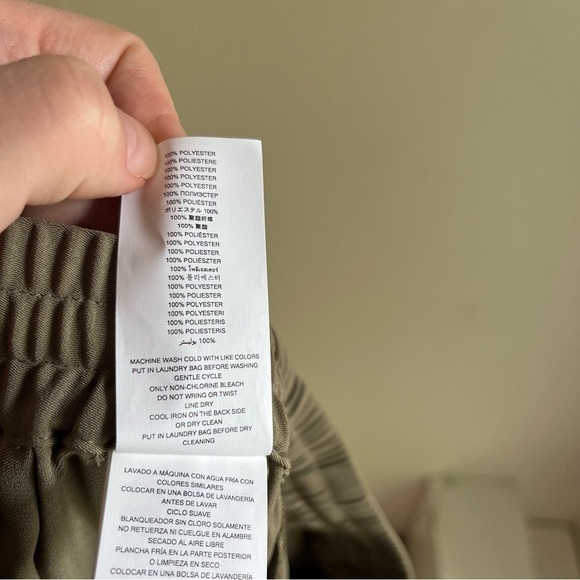 100% POLYESTER
100% POLIESTERE
100% POLYESTER
100% POLYESTER
100% POLYESTER
100% ПОЛИЭСТЕР
100% POLIÉSTER
ポリエステル 100%
100% 聚酯纤维
100% 聚酯
100% POLIÉSTER
100% POLYESTER
100% POLIESTER
100% POLIÉSZTER
100% โพลีเอสเตอร์
100% 폴리에스터
100% POLYESTER
100% POLIESTER
100% POLYESTER
100% POLYESTERI
100% POLIESTERIS
100% POLIESTERIS
100% بوليستر
MACHINE WASH COLD WITH LIKE COLORS
PUT IN LAUNDRY BAG BEFORE WASHING
GENTLE CYCLE
ONLY NON-CHLORINE BLEACH
DO NOT WRING OR TWIST
LINE DRY
COOL IRON ON THE BACK SIDE
OR DRY CLEAN
PUT IN LAUNDRY BAG BEFORE DRY
CLEANING
LAVADO A MÁQUINA CON AGUA FRÍA CON
COLORES SIMILARES
COLOCAR EN UNA BOLSA DE LAVANDERÍA
ANTES DE LAVAR
CICLO SUAVE
BLANQUEADOR SIN CLORO SOLAMENTE
NO RETUERZA NI CUELGUE EN ALAMBRE
SECADO AL AIRE LIBRE
PLANCHA FRÍA EN LA PARTE POSTERIOR
O LIMPIEZA EN SECO
COLOCAR EN UNA BOLSA DE LAVANDERÍA